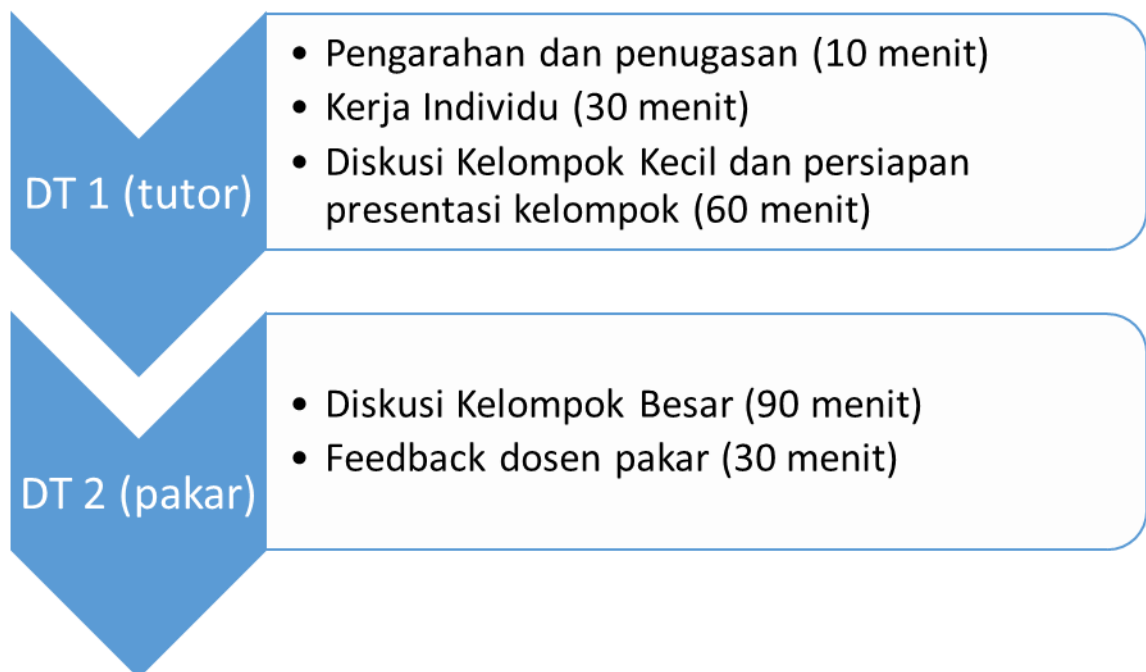 DT 1 (tutor)
• Pengarahan dan penugasan (10 menit)
• Kerja Individu (30 menit)
• Diskusi Kelompok Kecil dan persiapan
presentasi kelompok (60 menit)
DT 2 (pakar)
• Diskusi Kelompok Besar (90 menit)
• Feedback dosen pakar (30 menit)